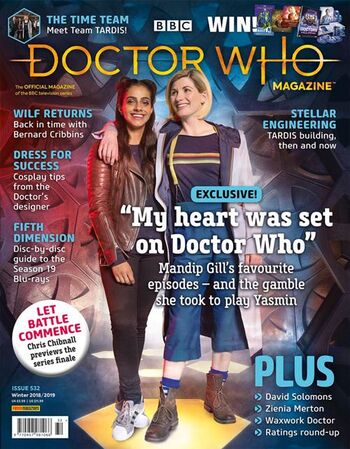 THE TIME TEAM
Meet Team TARDIS!
BBC
WIN!
DOCTOR WHO
MAGAZINE
The OFFICIAL MAGAZINE
of the BBC television series
WILF RETURNS
Back in time with
Bernard Cribbins
DRESS FOR
SUCCESS
Cosplay tips
from the
Doctor's
designer
FIFTH
DIMENSION
Disc-by-disc
guide to the
Season 19
Blu-rays
STELLAR
ENGINEERING
TARDIS building,
then and now
EXCLUSIVE!
“My heart was set
on Doctor Who”
Mandip Gill's favourite
episodes – and the gamble
she took to play Yasmin
LET
BATTLE
COMMENCE
Chris Chibnall
previews the
series finale
ISSUE 532
Winter 2018/2019
PLUS
> David Solomons
> Zienia Merton
> Waxwork Doctor
> Ratings round-up